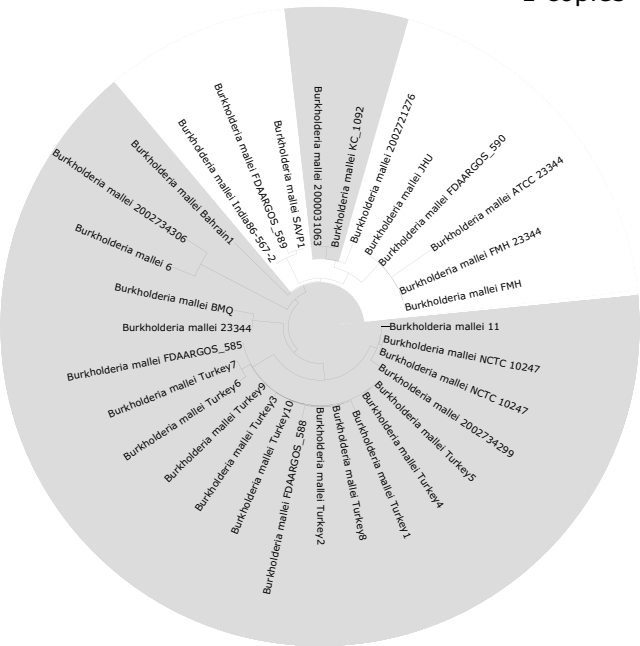 2 copies
Burkholderia mallei 2000031063
Burkholderia mallei KC_1092
Burkholderia mallei 2002721276
Burkholderia mallei JHU
Burkholderia mallei FDAARGOS_590
Burkholderia mallei ATCC 23344
Burkholderia mallei FMH 23344
Burkholderia mallei FMH
Burkholderia mallei 11
Burkholderia mallei NCTC 10247
Burkholderia mallei NCTC 10247
Burkholderia mallei 2002734299
Burkholderia mallei Turkey5
Burkholderia mallei Turkey4
Burkholderia mallei Turkey1
Burkholderia mallei Turkey8
Burkholderia mallei Turkey2
Burkholderia mallei FDAARGOS_588
Burkholderia mallei Turkey10
Burkholderia mallei Turkey3
Burkholderia mallei Turkey9
Burkholderia mallei Turkey6
Burkholderia mallei Turkey7
Burkholderia mallei FDAARGOS_585
Burkholderia mallei 23344
Burkholderia mallei BMQ
Burkholderia mallei 6
Burkholderia mallei 2002734306
Burkholderia mallei Bahrain1
Burkholderia mallei India86-567-2
Burkholderia mallei FDAARGOS_589
Burkholderia mallei SAVP1